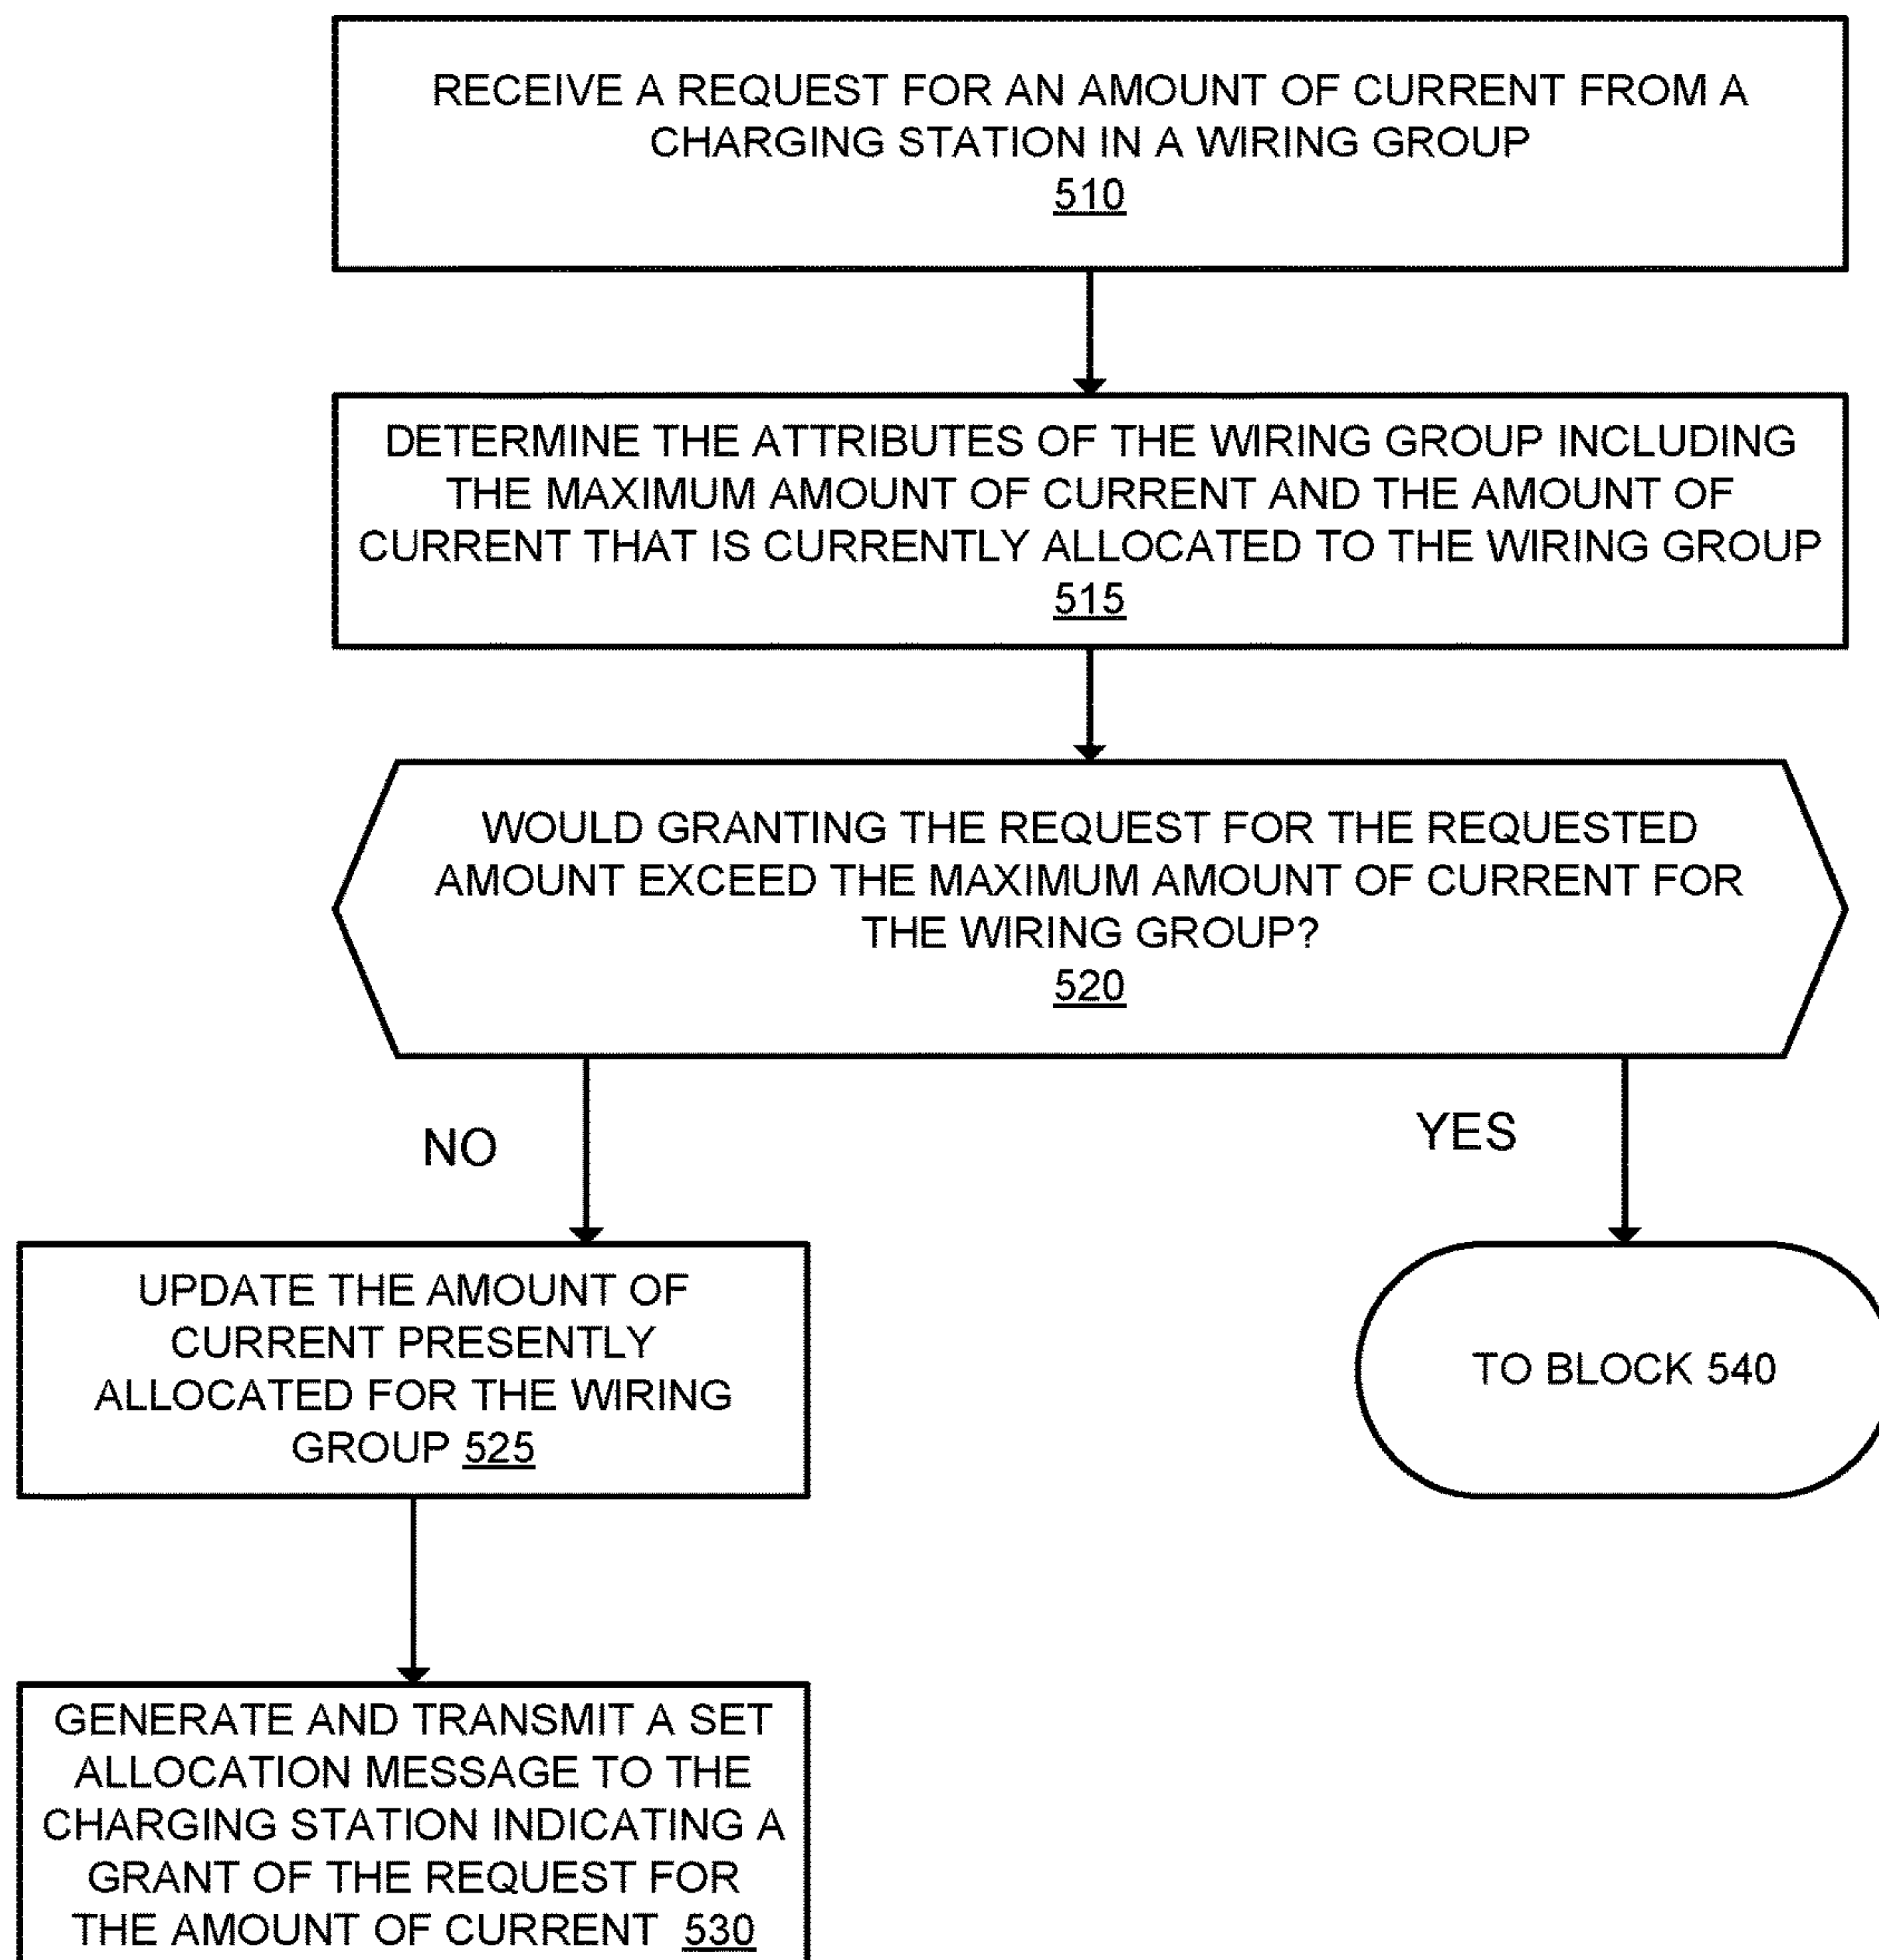 RECEIVE A REQUEST FOR AN AMOUNT OF CURRENT FROM A
CHARGING STATION IN A WIRING GROUP
510
DETERMINE THE ATTRIBUTES OF THE WIRING GROUP INCLUDING
THE MAXIMUM AMOUNT OF CURRENT AND THE AMOUNT OF
CURRENT THAT IS CURRENTLY ALLOCATED TO THE WIRING GROUP
515
WOULD GRANTING THE REQUEST FOR THE REQUESTED
AMOUNT EXCEED THE MAXIMUM AMOUNT OF CURRENT FOR
THE WIRING GROUP?
520
NO
YES
UPDATE THE AMOUNT OF
CURRENT PRESENTLY
ALLOCATED FOR THE WIRING
GROUP 525
TO BLOCK 540
GENERATE AND TRANSMIT A SET
ALLOCATION MESSAGE TO THE
CHARGING STATION INDICATING A
GRANT OF THE REQUEST FOR
THE AMOUNT OF CURRENT 530